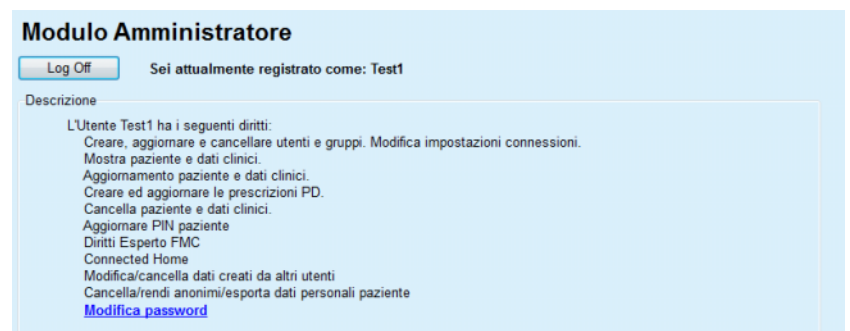 Modulo Amministratore
Log Off
Sei attualmente registrato come: Test1
Descrizione
L'Utente Test1 ha i seguenti diritti:
Creare, aggiornare e cancellare utenti e gruppi. Modifica impostazioni connessioni.
Mostra paziente e dati clinici.
Aggiornamento paziente e dati clinici.
Creare ed aggiornare le prescrizioni PD.
Cancella paziente e dati clinici.
Aggiornare PIN paziente
Diritti Esperto FMC
Connected Home
Modifica/cancella dati creati da altri utenti
Cancella/rendi anonimi/esporta dati personali paziente
Modifica password